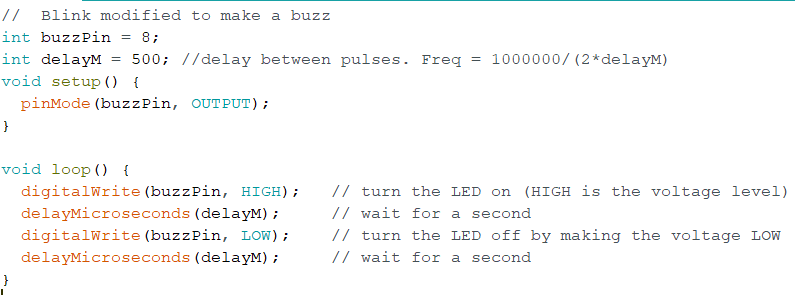 //  Blink modified to make a buzz
int buzzPin = 8;
int delayM = 500; //delay between pulses. Freq = 1000000/(2*delayM)
void setup() {
  pinMode(buzzPin, OUTPUT);
}

void loop() {
  digitalWrite(buzzPin, HIGH);   // turn the LED on (HIGH is the voltage level)
  delayMicroseconds(delayM);     // wait for a second
  digitalWrite(buzzPin, LOW);    // turn the LED off by making the voltage LOW
  delayMicroseconds(delayM);     // wait for a second
}